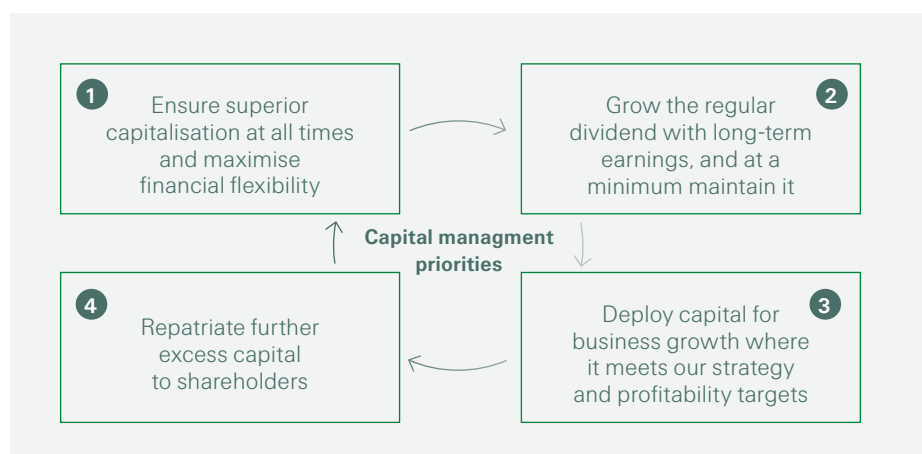 1
Ensure superior
capitalisation at all times
and maximise
financial flexibility
2
Grow the regular
dividend with long-term
earnings, and at a
minimum maintain it
Capital managment
priorities
3
Deploy capital for
business growth where
it meets our strategy
and profitability targets
4
Repatriate further
excess capital
to shareholders